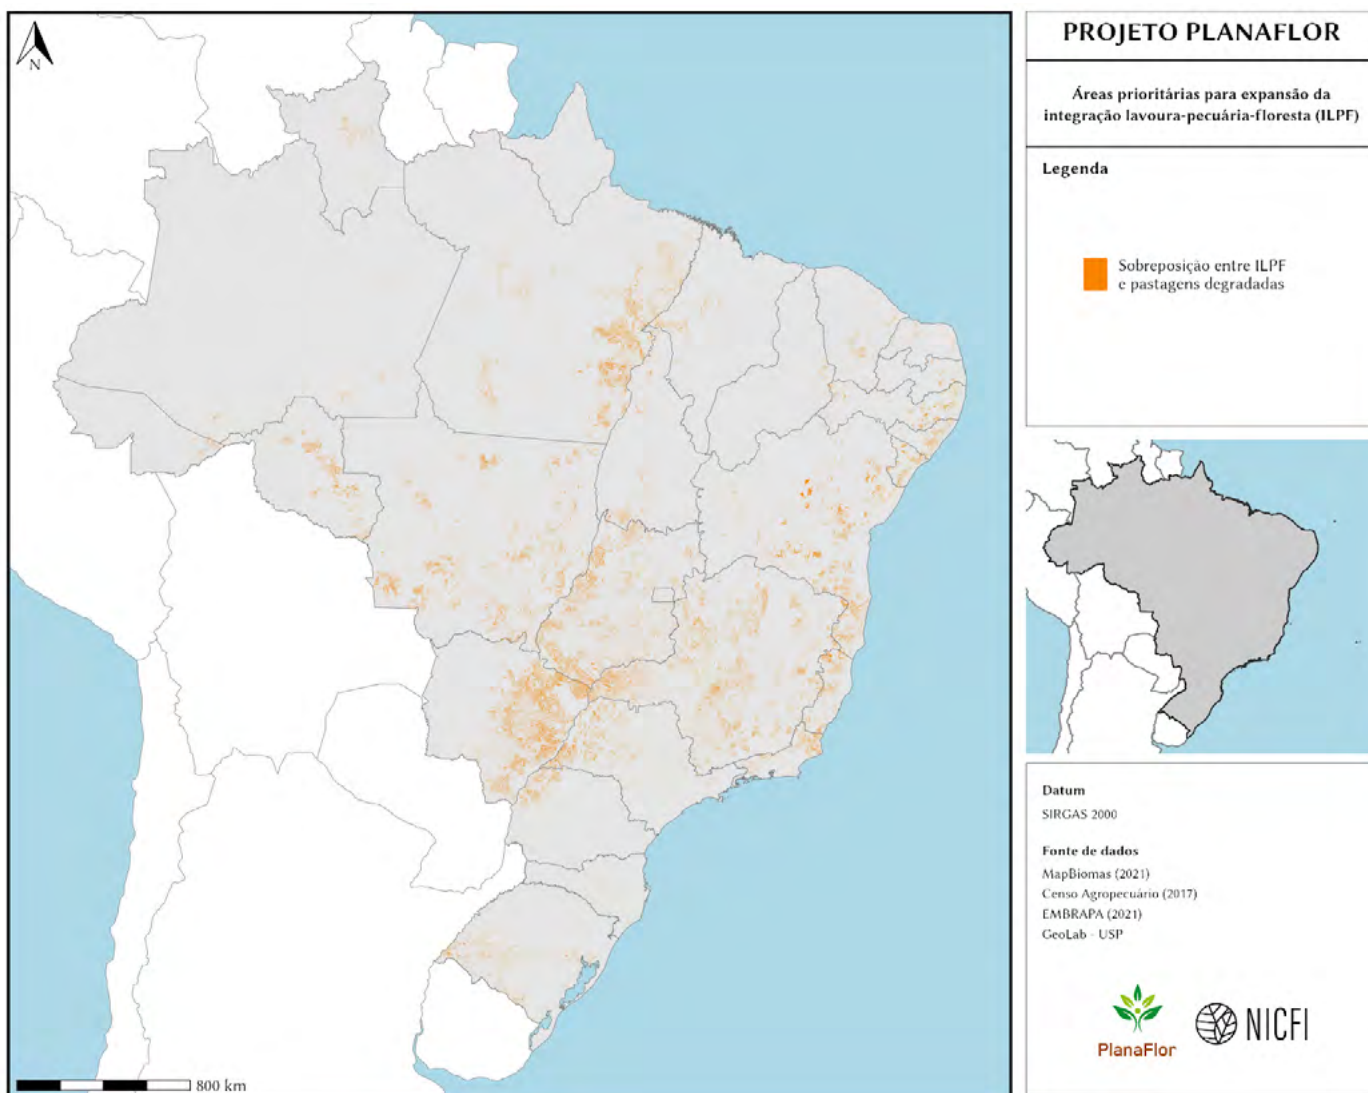 N
800 km
PROJETO PLANAFLOR
Áreas prioritárias para expansão da
integração lavoura-pecuária-floresta (ILPF)
Legenda
Sobreposição entre ILPF
e pastagens degradadas
Datum
SIRGAS 2000
Fonte de dados
MapBiomas (2021)
Censo Agropecuário (2017)
EMBRAPA (2021)
GeoLab - USP
PlanaFlor
NICFI